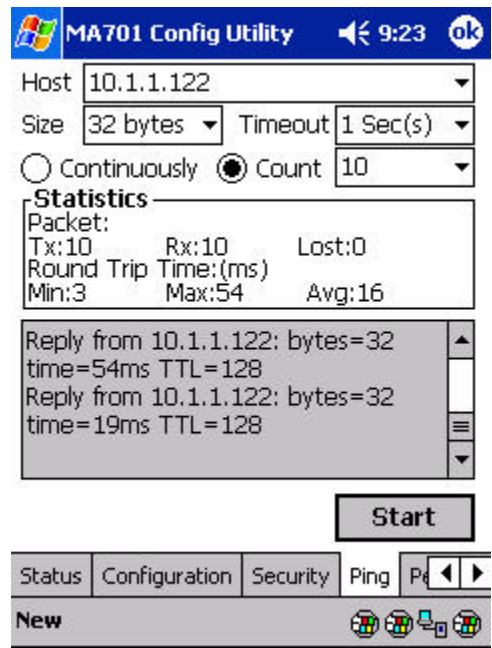 MA701 Config Utility 9:23 ok
Host 10.1.1.122
Size 32 bytes Timeout 1 Sec(s)
Continuously Count 10
Statistics
Packet:
Tx:10 Rx:10 Lost:0
Round Trip Time:(ms)
Min:3 Max:54 Avg:16
Reply from 10.1.1.122: bytes=32
time=54ms TTL=128
Reply from 10.1.1.122: bytes=32
time=19ms TTL=128
Start
Status Configuration Security Ping Pe
New